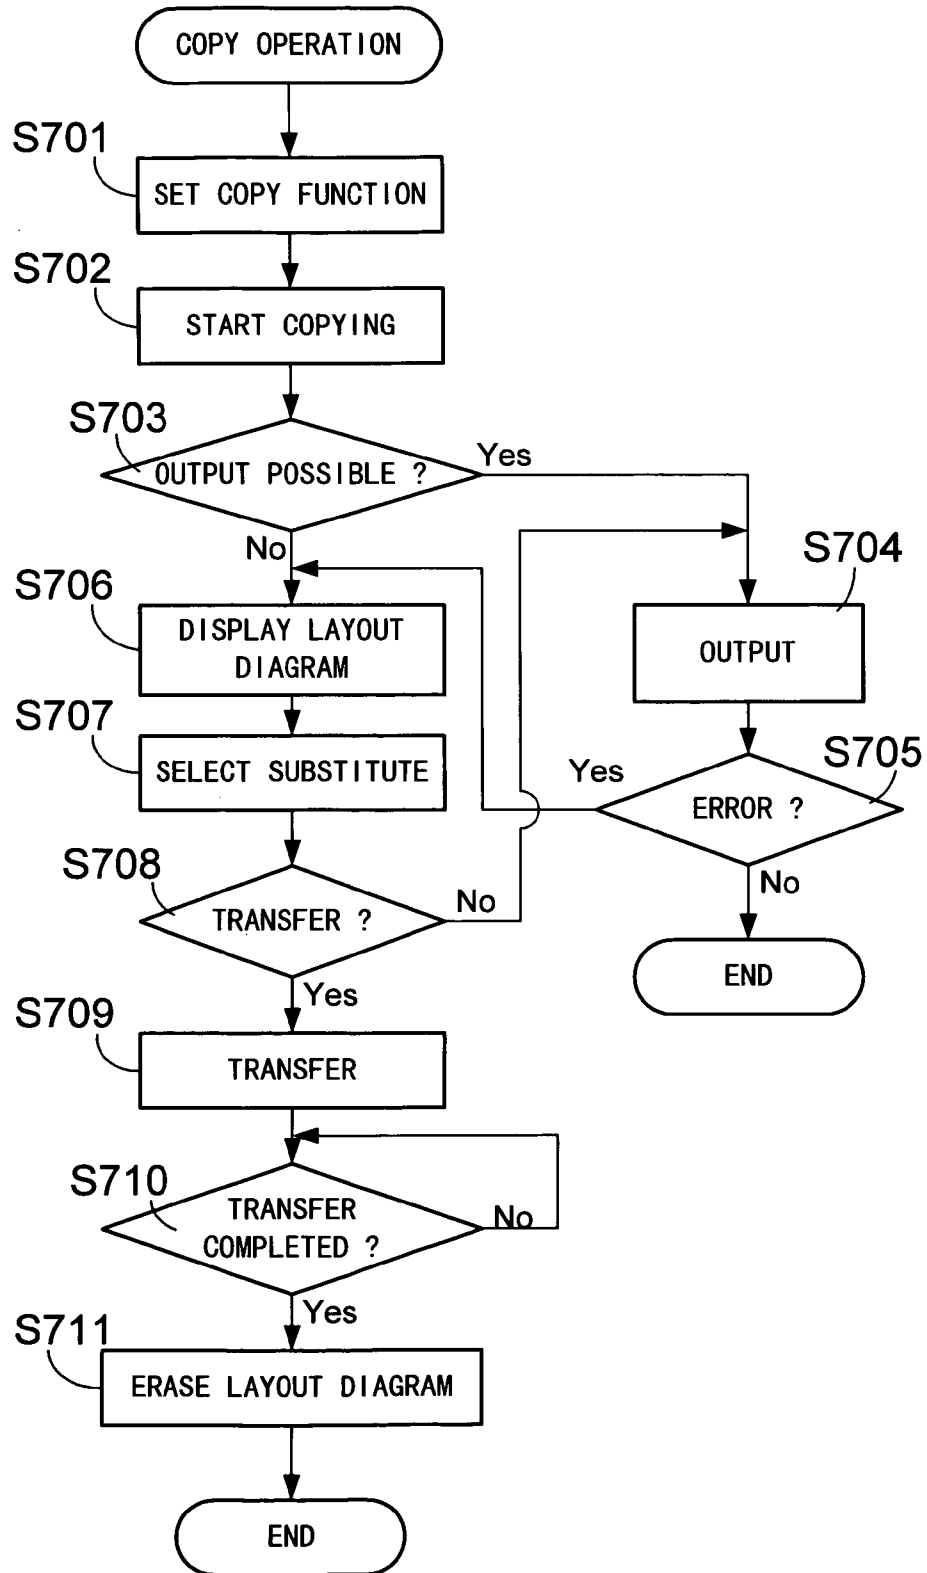 COPY OPERATION
S701
SET COPY FUNCTION
S702
START COPYING
S703
OUTPUT POSSIBLE ?
Yes
No
S704
OUTPUT
S706
DISPLAY LAYOUT
DIAGRAM
S707
SELECT SUBSTITUTE
S705
Yes
ERROR ?
No
END
S708
TRANSFER ?
No
Yes
S709
TRANSFER
S710
TRANSFER
COMPLETED ?
No
Yes
S711
ERASE LAYOUT DIAGRAM
END